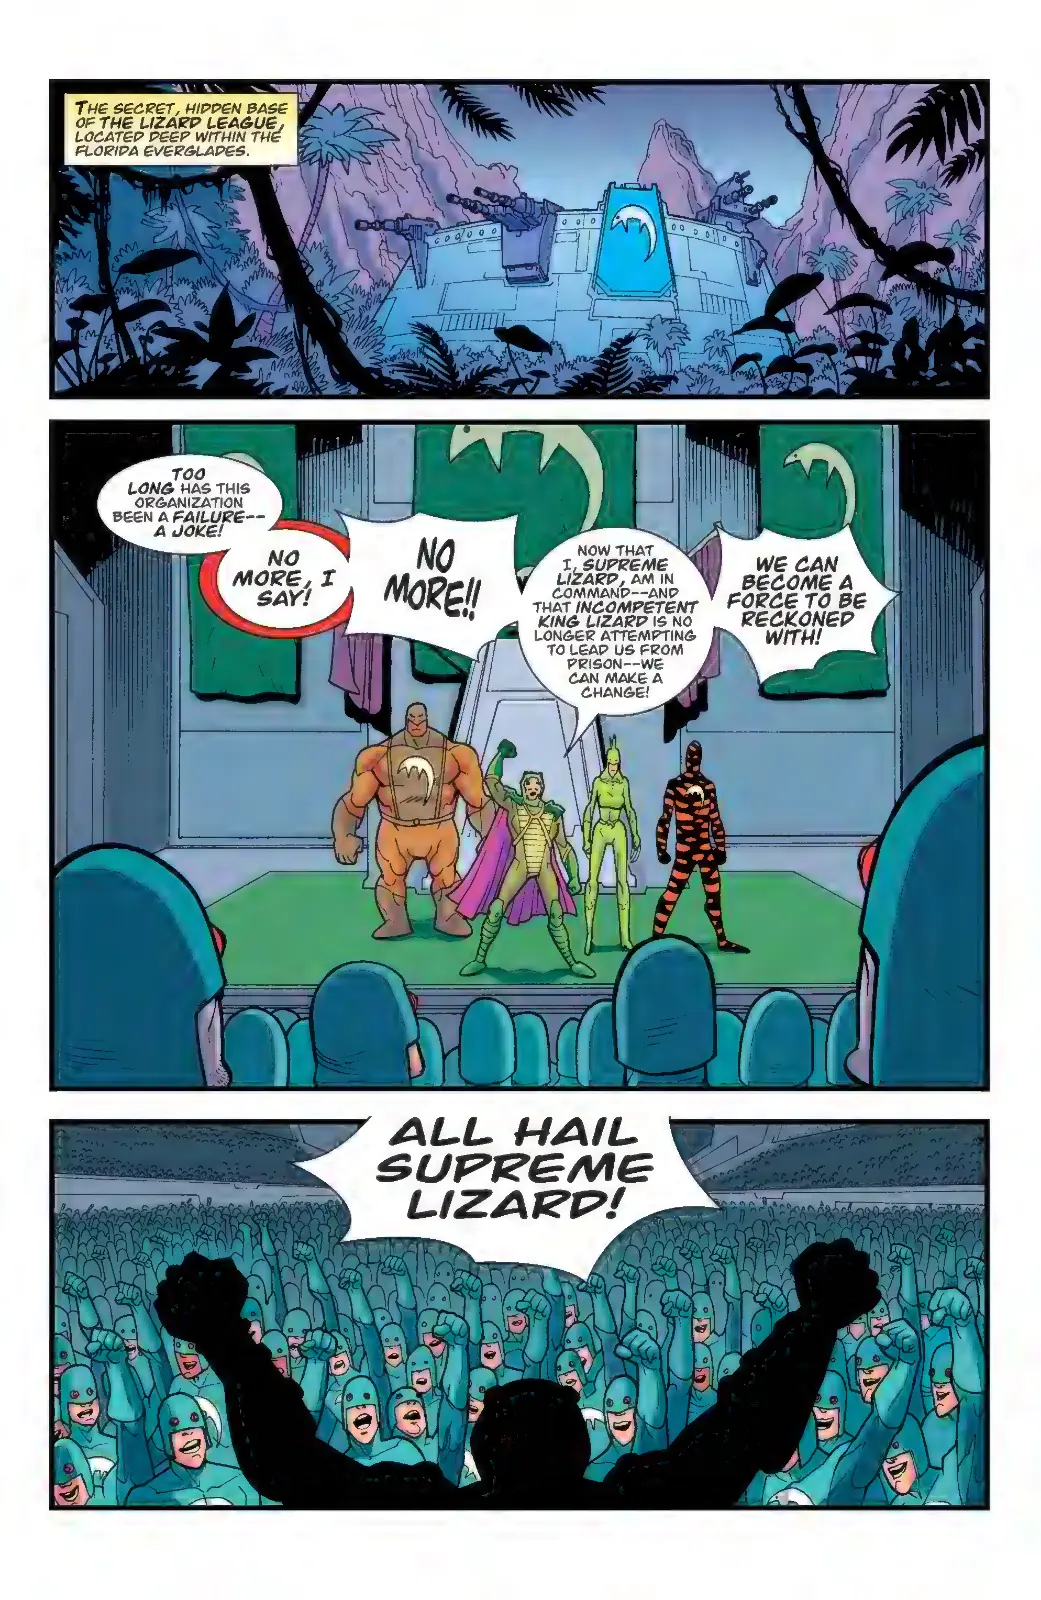 THE SECRET, HIDDEN BASE
OF THE LIZARD LEAGUE,
LOCATED DEEP WITHIN THE
FLORIDA EVERGLADES.
TOO
LONG HAS THIS
ORGANIZATION
BEEN A FAILURE--
A JOKE!
NO
MORE, I
SAY!
NO
MORE!!
NOW THAT
I, SUPREME
LIZARD, AM IN
COMMAND--AND
THAT INCOMPETENT
KING LIZARD IS NO
LONGER ATTEMPTING
TO LEAD US FROM
PRISON--WE
CAN MAKE A
CHANGE!
WE CAN
BECOME A
FORCE TO BE
RECKONED
WITH!
ALL HAIL
SUPREME
LIZARD!